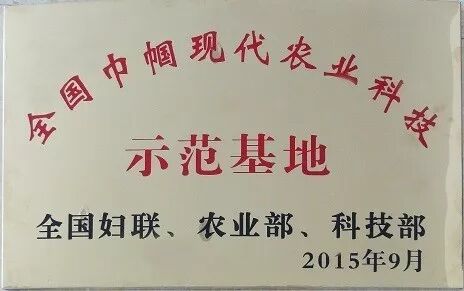 全国巾帼现代农业科技
示范基地
全国妇联、农业部、科技部
2015年9月